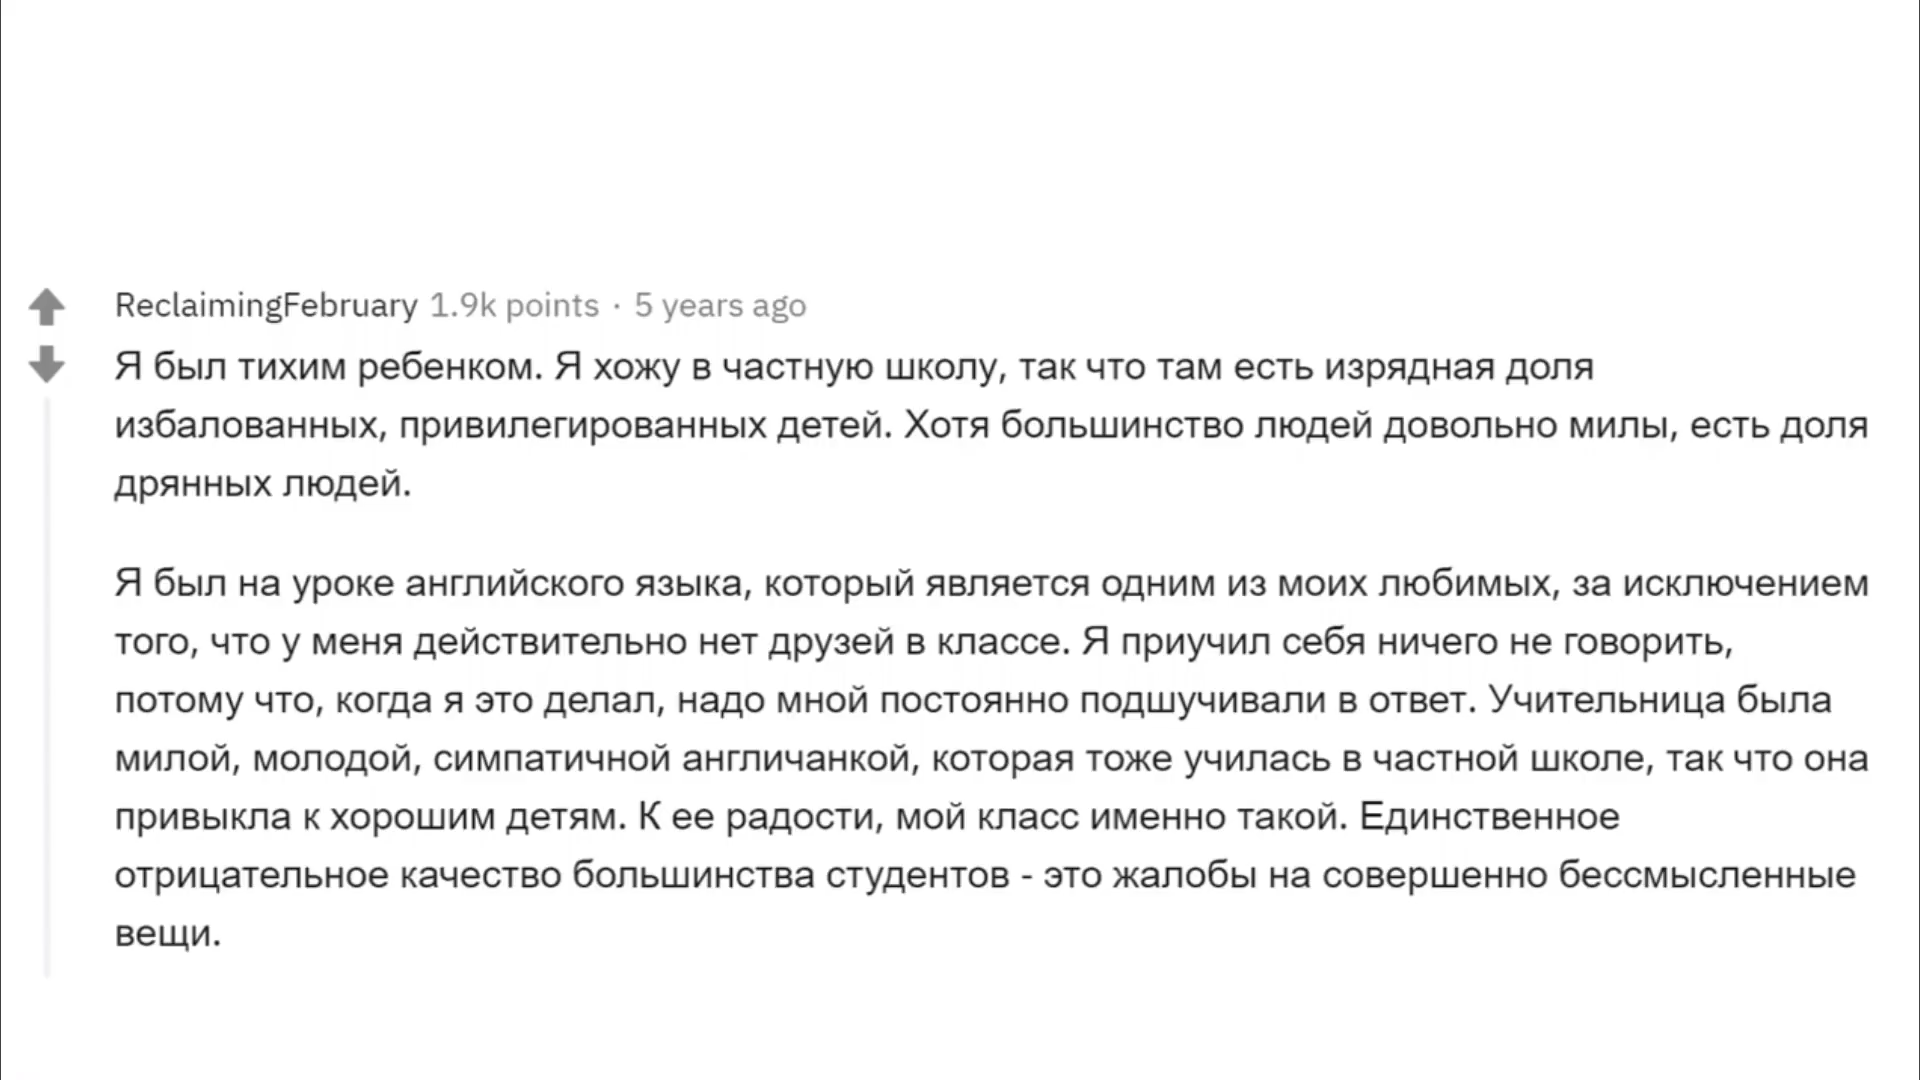 ReclaimingFebruary 1.9k points · 5 years ago
Я был тихим ребенком. Я хожу в частную школу, так что там есть изрядная доля
избалованных, привилегированных детей. Хотя большинство людей довольно милы, есть доля
дрянных людей.
Я был на уроке английского языка, который является одним из моих любимых, за исключением
того, что у меня действительно нет друзей в классе. Я приучил себя ничего не говорить,
потому что, когда я это делал, надо мной постоянно подшучивали в ответ. Учительница была
милой, молодой, симпатичной англичанкой, которая тоже училась в частной школе, так что она
привыкла к хорошим детям. К ее радости, мой класс именно такой. Единственное
отрицательное качество большинства студентов - это жалобы на совершенно бессмысленные
вещи.